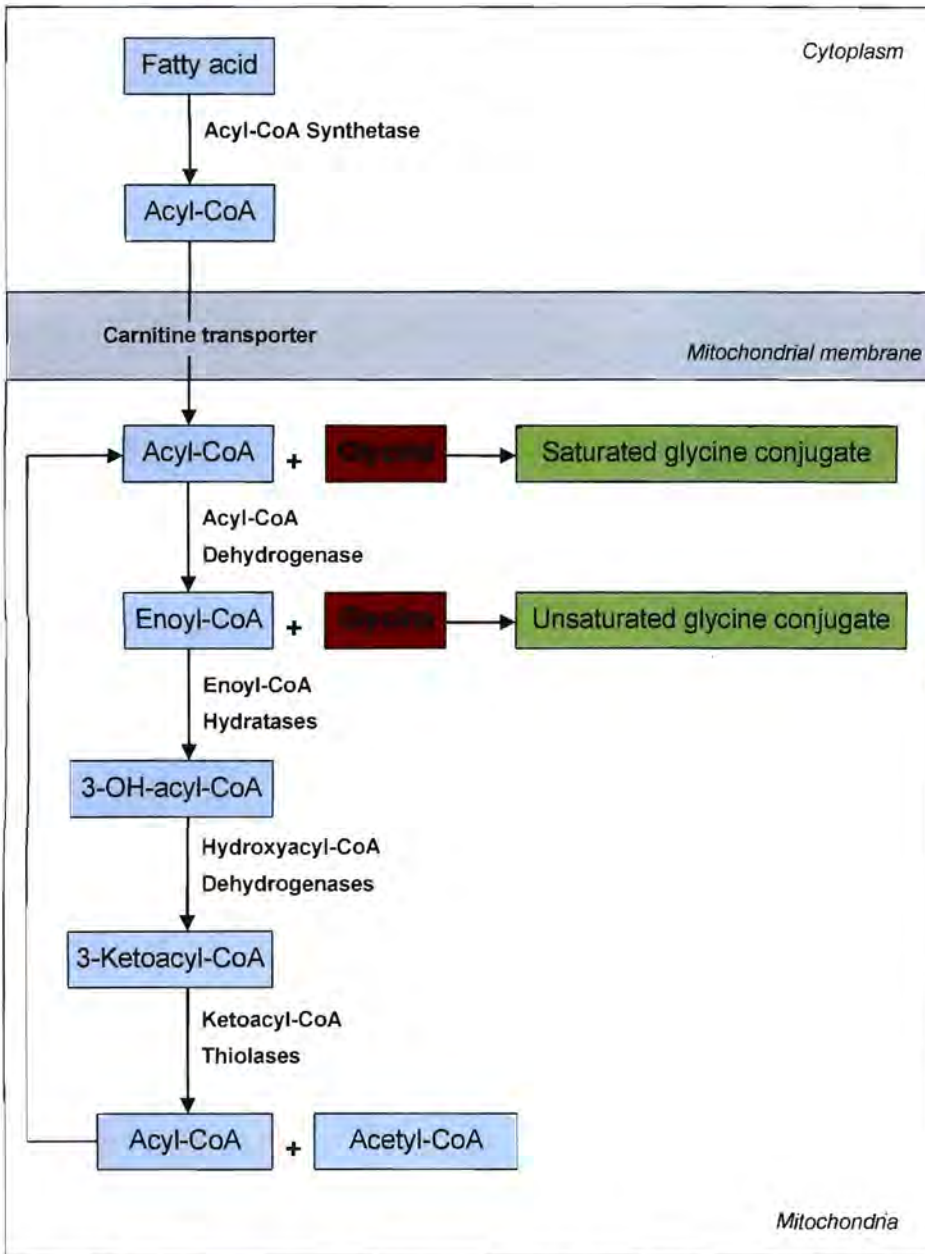 Cytoplasm
Fatty acid
Acyl-CoA Synthetase
Acyl-CoA
Carnitine transporter
Mitochondrial membrane
Acyl-CoA + Glycine Saturated glycine conjugate
Acyl-CoA
Dehydrogenase
Enoyl-CoA + Glycine Unsaturated glycine conjugate
Enoyl-CoA
Hydratases
3-OH-acyl-CoA
Hydroxyacyl-CoA
Dehydrogenases
3-Ketoacyl-CoA
Ketoacyl-CoA
Thiolases
Acyl-CoA + Acetyl-CoA
Mitochondria